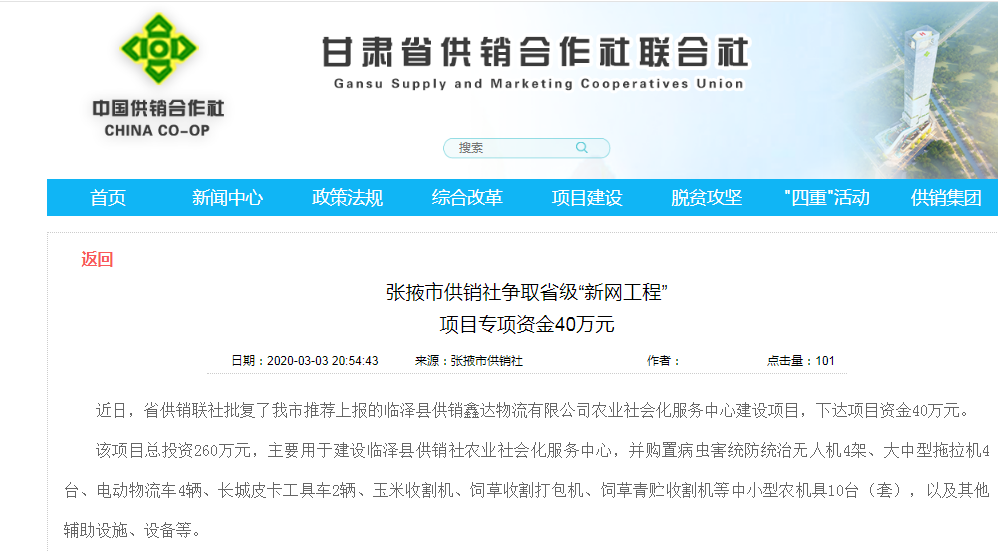 甘肃省供销合作社联合社
Gansu Supply and Marketing Cooperatives Union
中国供销合作社
CHINA CO-OP
搜索
首页 新闻中心 政策法规 综合改革 项目建设 脱贫攻坚 "四重"活动 供销集团
返回
张掖市供销社争取省级“新网工程”
项目专项资金40万元
日期：2020-03-03 20:54:43 来源：张掖市供销社 作者： 点击量：101
近日，省供销联社批复了我市推荐上报的临泽县供销鑫达物流有限公司农业社会化服务中心建设项目，下达项目资金40万元。
该项目总投资260万元，主要用于建设临泽县供销社农业社会化服务中心，并购置病虫害统防统治无人机4架、大中型拖拉机4
台、电动物流车4辆、长城皮卡工具车2辆、玉米收割机、饲草收割打包机、饲草青贮收割机等中小型农机具10台（套），以及其他
辅助设施、设备等。